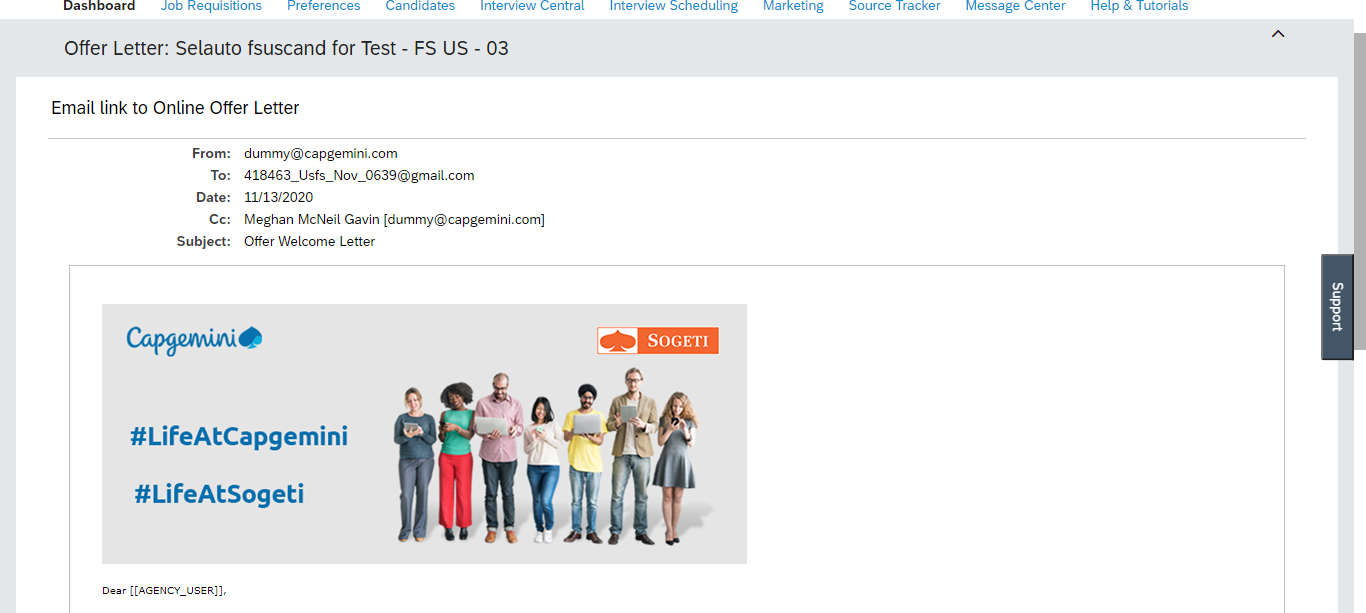 Dashboard Job Requisitions Preferences Candidates Interview Central Interview Scheduling Marketing Source Tracker Message Center Help & Tutorials
Offer Letter: Selauto fsuscand for Test - FS US - 03
Email link to Online Offer Letter
From: dummy@capgemini.com
To: 418463_Usfs_Nov_0639@gmail.com
Date: 11/13/2020
Cc: Meghan McNeil Gavin [dummy@capgemini.com]
Subject: Offer Welcome Letter
Support
Capgemini
SOGETI
#LifeAtCapgemini
#LifeAtSogeti
Dear [[AGENCY_USER]],